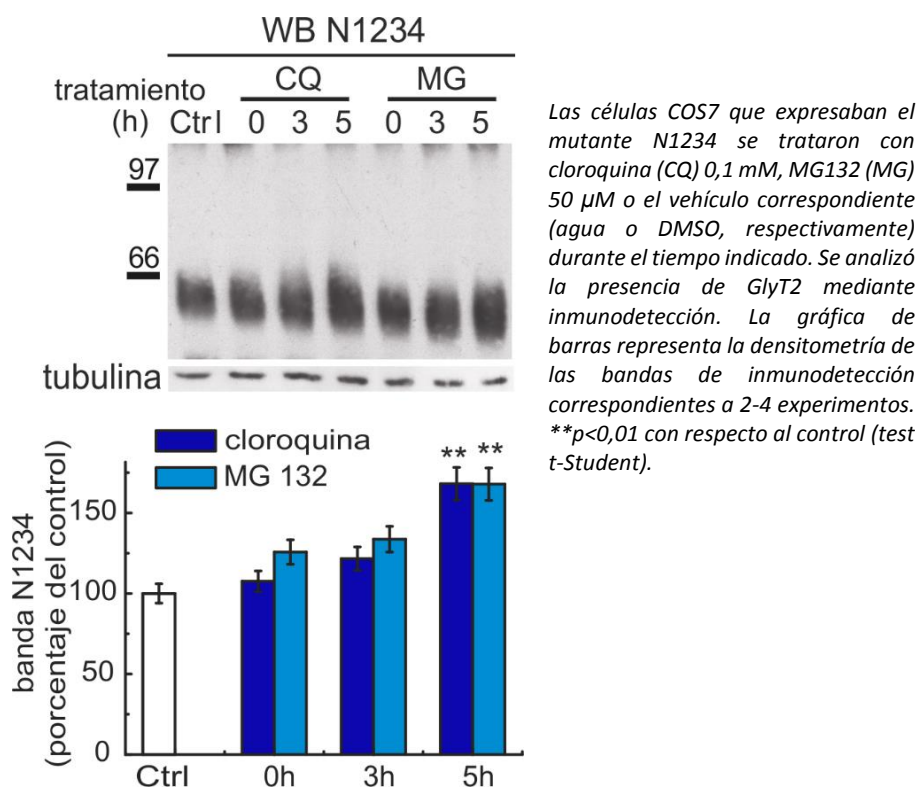 WB N1234
tratamiento
(h)
CQ
MG
Ctrl 0 3 5 0 3 5
97
66
tubulina
cloroquina
MG 132
** **
banda N1234
(porcentaje del control)
150
100
50
0
Ctrl 0h 3h 5h
Las células COS7 que expresaban el
mutante N1234 se trataron con
cloroquina (CQ) 0,1 mM, MG132 (MG)
50 µM o el vehículo correspondiente
(agua o DMSO, respectivamente)
durante el tiempo indicado. Se analizó
la presencia de GlyT2 mediante
inmunodetección. La gráfica de
barras representa la densitometría de
las bandas de inmunodetección
correspondientes a 2-4 experimentos.
**p<0,01 con respecto al control (test
t-Student).